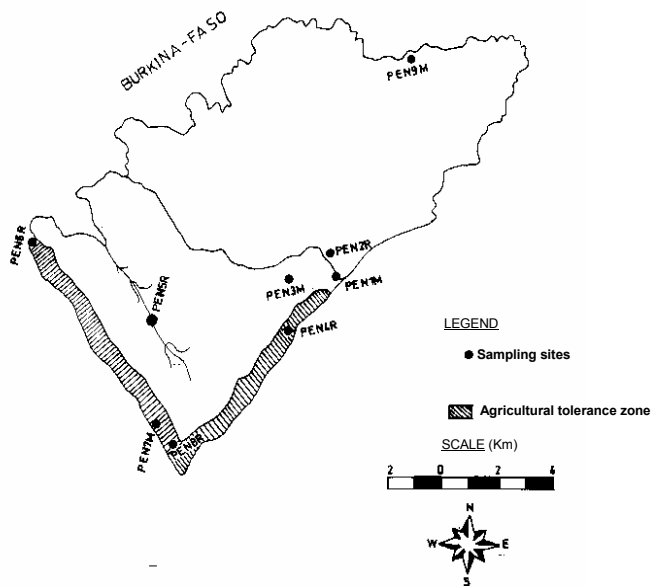 BURKINA-FASO
PEN9M
PEN6R
PEN2R
PEN3M
PEN1M
PEN5R
PEN4R
LEGEND
Sampling sites
Agricultural tolerance zone
PEN7M
PEN8R
SCALE (Km)
2 0 2 4
N
W E
S